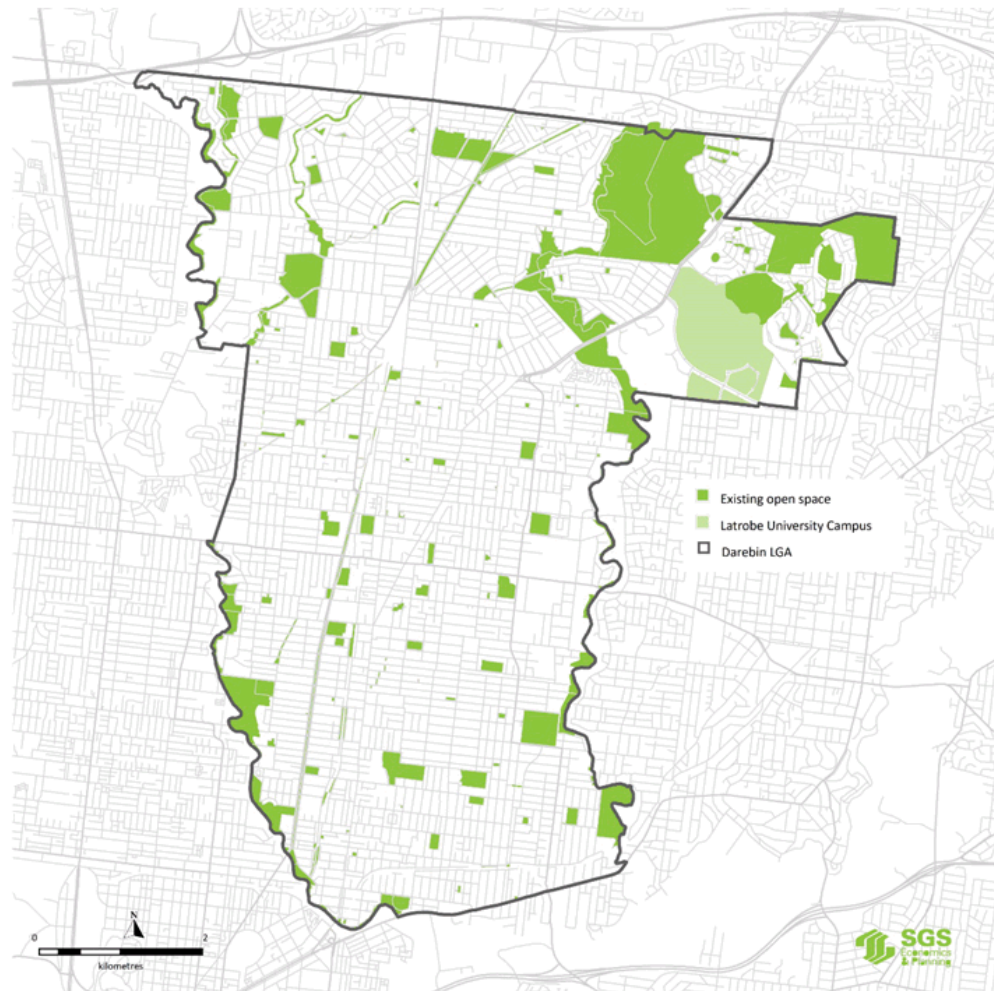 Existing open space
Latrobe University Campus
Darebin LGA
N
0 2
kilometres
SGS
Economics
& Planning